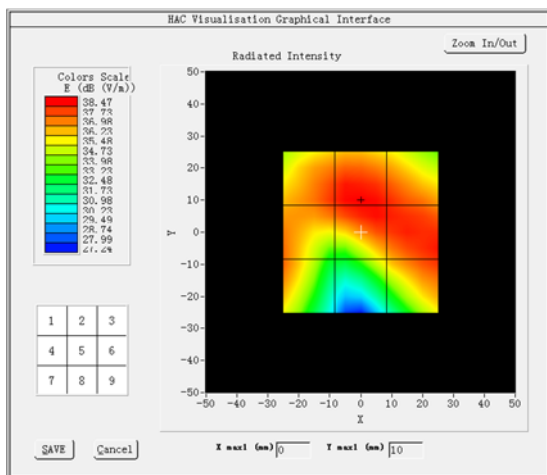 HAC Visualisation Graphical Interface
Zoom In/Out
Radiated Intensity
Colors Scale
E (dB (V/m))
38.47
37.73
36.98
36.23
35.48
34.73
33.98
32.48
31.73
30.98
30.23
29.49
28.74
27.99
27.24
50
40
30
20
10
0
-10
-20
-30
-40
-50
Y
-50 -40 -30 -20 -10 0 10 20 30 40 50
X
1 2 3
4 5 6
7 8 9
SAVE Cancel
X max1 (mm) 0 Y max1 (mm) 10